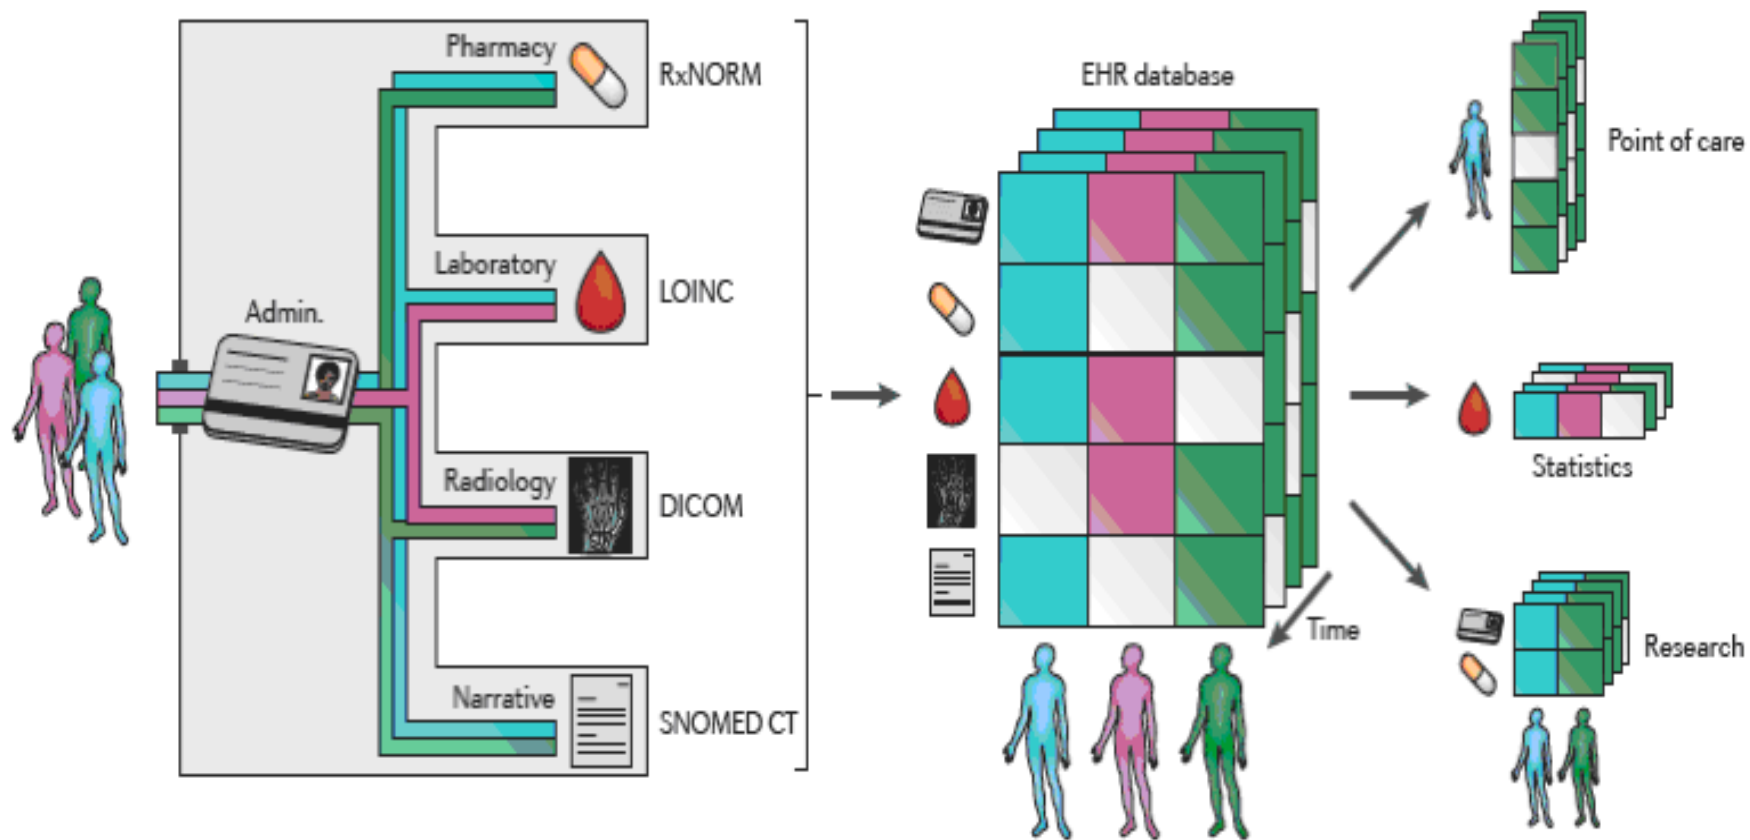 Pharmacy
RxNORM
Laboratory
LOINC
Admin.
Radiology
DICOM
Narrative
SNOMED CT
EHR database
Time
Point of care
Statistics
Research